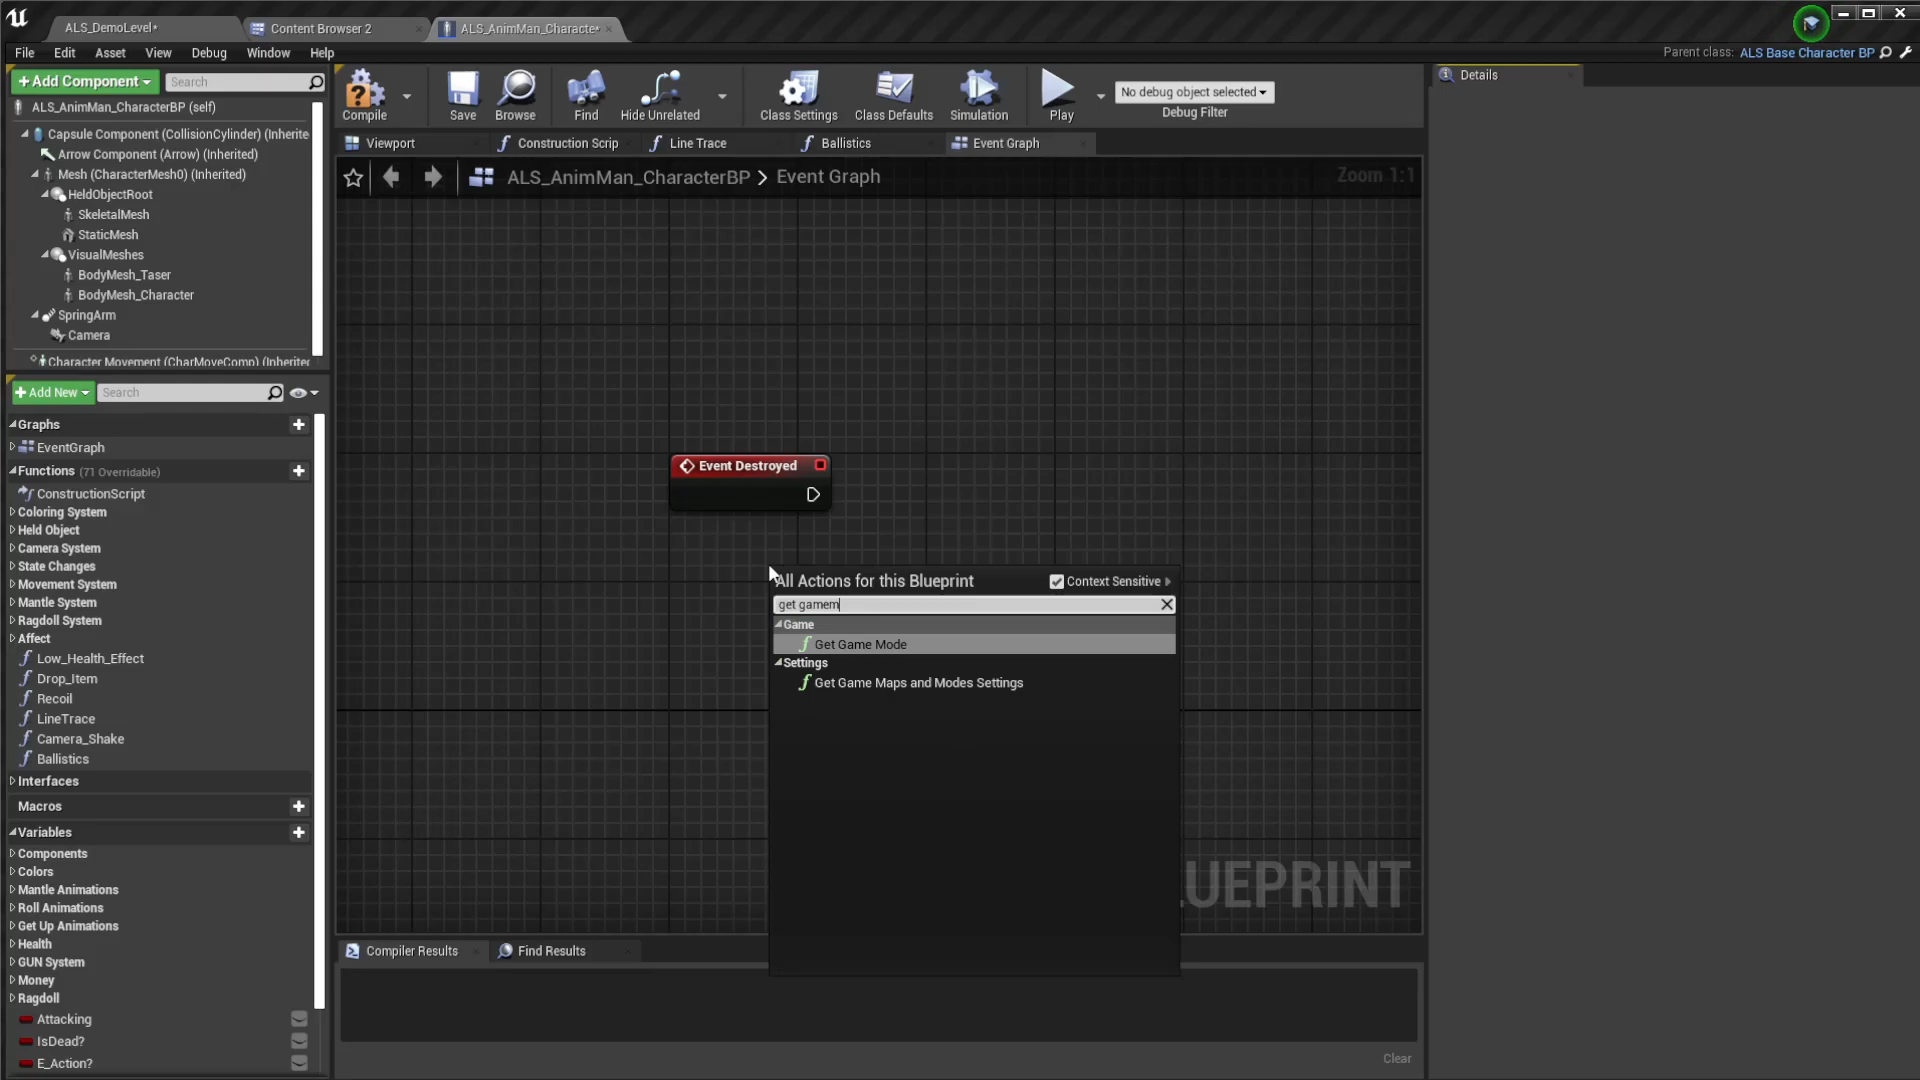 ALS_DemoLevel*
Content Browser 2
ALS_AnimMan_Characte*
File
Edit
Asset
View
Debug
Window
Help
Parent class: ALS Base Character BP
+Add Component
Search
ALS_AnimMan_CharacterBP (self)
Capsule Component (CollisionCylinder) (Inherite
Arrow Component (Arrow) (Inherited)
Mesh (CharacterMesh0) (Inherited)
HeldObjectRoot
SkeletalMesh
StaticMesh
VisualMeshes
BodyMesh_Taser
BodyMesh_Character
SpringArm
Camera
Character Movement (CharMoveComp) (Inherited
Compile
Save
Browse
Find
Hide Unrelated
Class Settings
Class Defaults
Simulation
Play
No debug object selected
Debug Filter
Details
Viewport
Construction Scrip
Line Trace
Ballistics
Event Graph
ALS_AnimMan_CharacterBP > Event Graph
Zoom 1:1
+Add New
Search
Graphs
EventGraph
Functions (71 Overridable)
ConstructionScript
Coloring System
Held Object
Camera System
State Changes
Movement System
Mantle System
Ragdoll System
Affect
Low_Health_Effect
Drop_Item
Recoil
LineTrace
Camera_Shake
Ballistics
Interfaces
Macros
Variables
Components
Colors
Mantle Animations
Roll Animations
Get Up Animations
Health
GUN System
Money
Ragdoll
Attacking
IsDead?
E_Action?
Event Destroyed
All Actions for this Blueprint
Context Sensitive
get gamem
Game
Get Game Mode
Settings
Get Game Maps and Modes Settings
UEPRINT
Compiler Results
Find Results
Clear